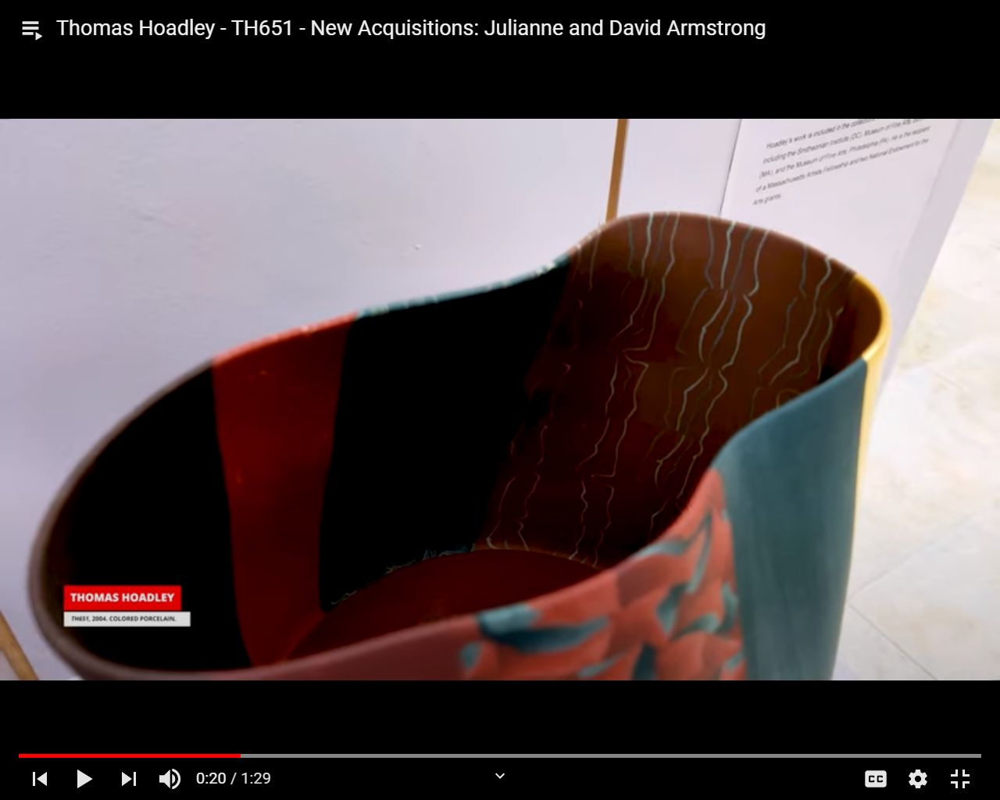 Thomas Hoadley - TH651 - New Acquisitions: Julianne and David Armstrong
Hoadley's work is included in the
including the Smithsonian Institute (DC), Museum of Fine Arts,
(MA), and the Museum of Fine Arts, Philadelphia (PA). He is the recipient
of a Massachusetts Artists Fellowship and two National Endowment for the
Arts grants.
THOMAS HOADLEY
TH651, 2004. COLORED PORCELAIN.
0:20 / 1:29
CC